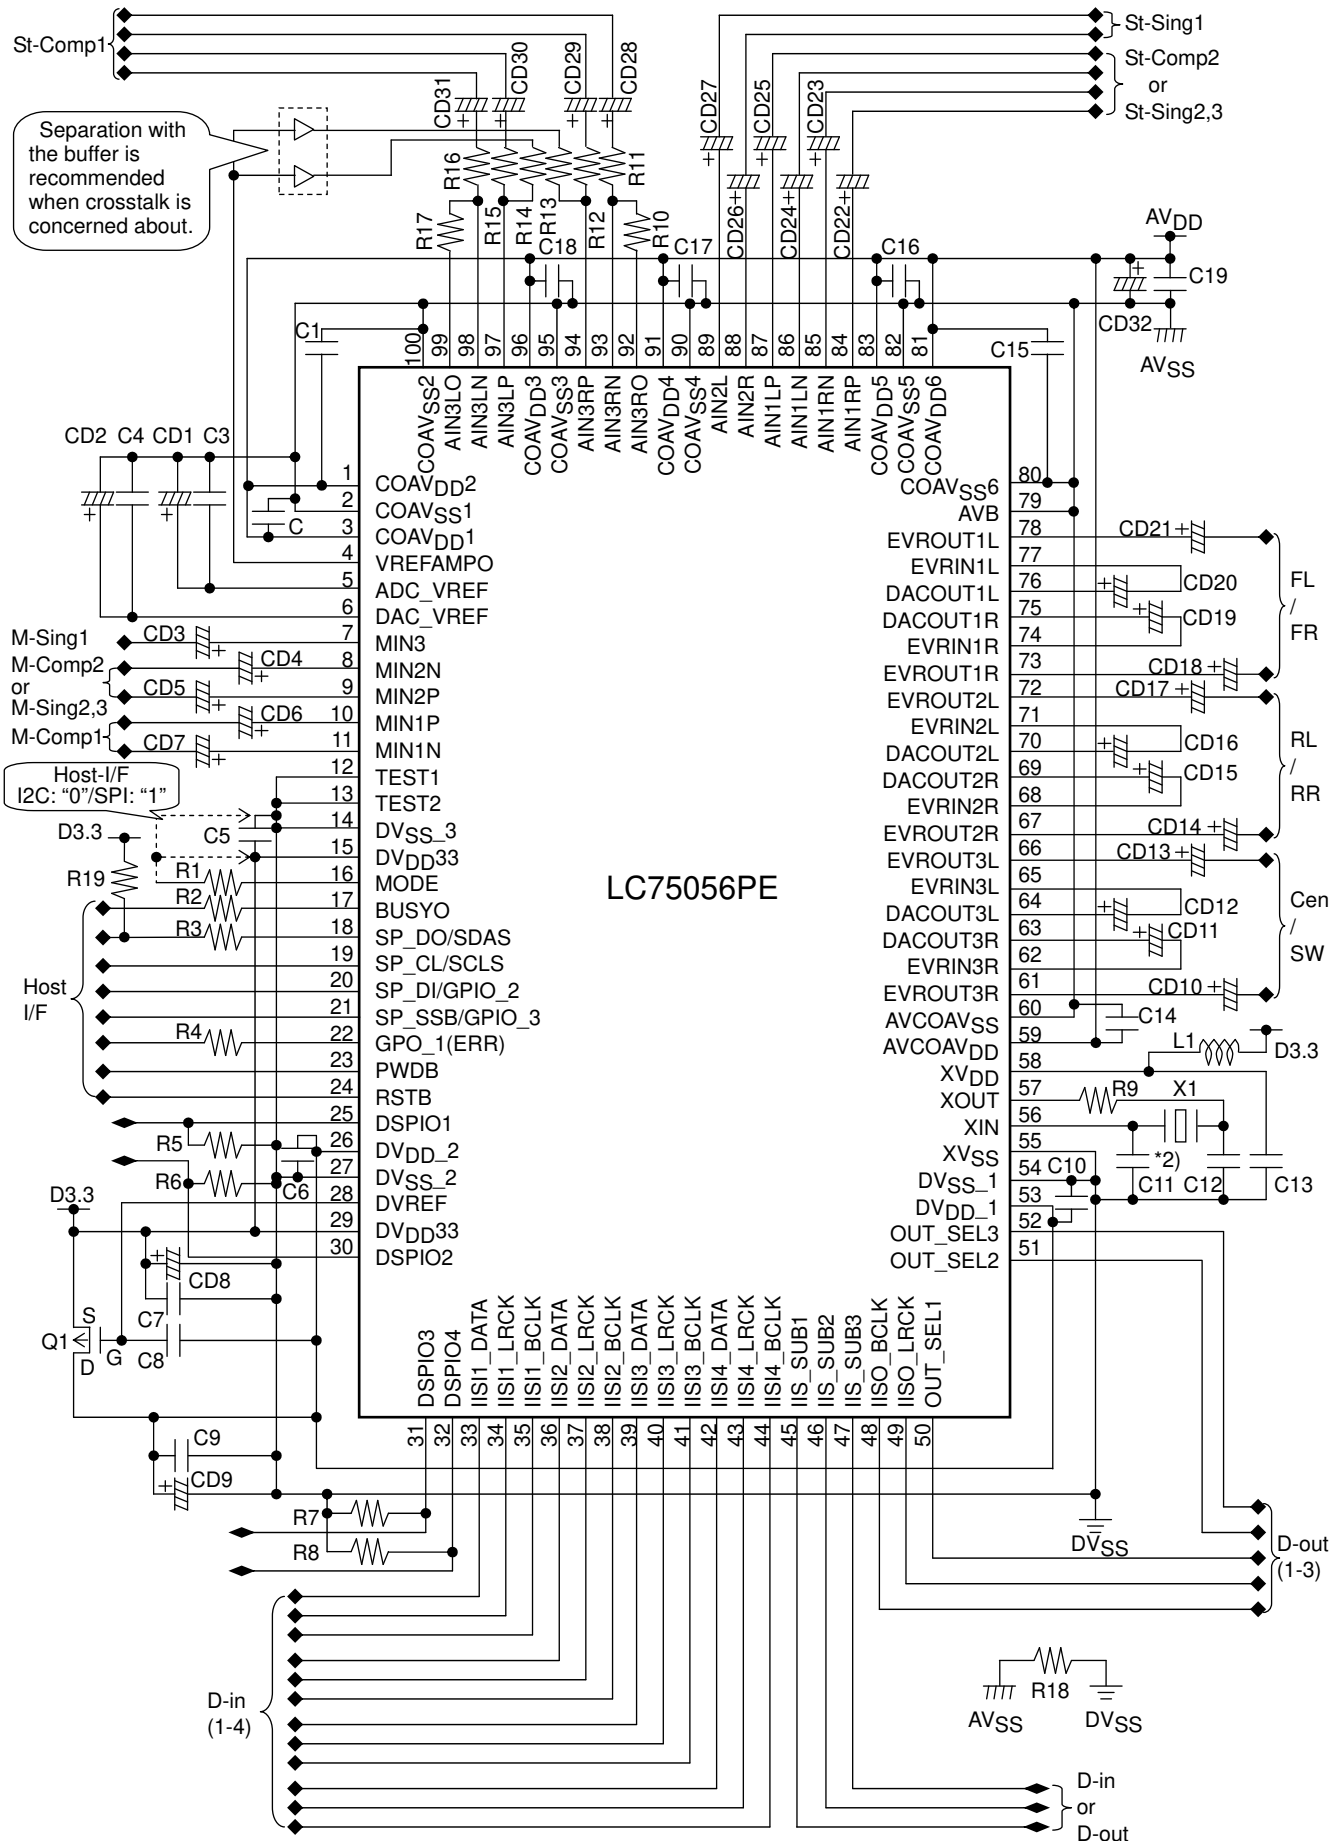 St-Comp1
CD31
CD30
CD29
CD28
CD27
CD25
CD23
St-Sing1
St-Comp2
or
St-Sing2,3
Separation with
the buffer is
recommended
when crosstalk is
concerned about.
R17
R16
R15
R14
R13
R12
R11
R10
CD26
CD24
CD22
C18
C17
C16
AVDD
C19
CD32
AVSS
C1
C15
100
99
98
97
96
95
94
93
92
91
90
89
88
87
86
85
84
83
82
81
COAVSS2
AIN3LO
AIN3LN
AIN3LP
COAVDD3
COAVSS3
AIN3RP
AIN3RN
AIN3RO
COAVDD4
COAVSS4
AIN2L
AIN2R
AIN1LP
AIN1LN
AIN1RN
AIN1RP
COAVDD5
COAVSS5
COAVDD6
CD2 C4 CD1 C3
C
1 COAVDD2
2 COAVSS1
3 COAVDD1
4 VREFAMPO
5 ADC_VREF
6 DAC_VREF
7 MIN3
8 MIN2N
9 MIN2P
10 MIN1P
11 MIN1N
12 TEST1
13 TEST2
14 DVSS_3
15 DVDD33
16 MODE
17 BUSYO
18 SP_DO/SDAS
19 SP_CL/SCLS
20 SP_DI/GPIO_2
21 SP_SSB/GPIO_3
22 GPO_1(ERR)
23 PWDB
24 RSTB
25 DSPIO1
26 DVDD_2
27 DVSS_2
28 DVREF
29 DVDD33
30 DSPIO2
M-Sing1
M-Comp2
or
M-Sing2,3
M-Comp1
CD3
CD4
CD5
CD6
CD7
Host-I/F
I2C: “0”/SPI: “1”
D3.3
C5
R19
R1
R2
R3
Host
I/F
R4
R5
R6
C6
D3.3
CD8
C7
C8
Q1
S
D
G
C9
CD9
R7
R8
LC75056PE
COAVSS6 80
AVB 79
EVROUT1L 78
EVRIN1L 77
DACOUT1L 76
DACOUT1R 75
EVRIN1R 74
EVROUT1R 73
EVROUT2L 72
EVRIN2L 71
DACOUT2L 70
DACOUT2R 69
EVRIN2R 68
EVROUT2R 67
EVROUT3L 66
EVRIN3L 65
DACOUT3L 64
DACOUT3R 63
EVRIN3R 62
EVROUT3R 61
AVCOAVSS 60
AVCOAVDD 59
XVDD 58
XOUT 57
XIN 56
XVSS 55
DVSS_1 54
DVDD_1 53
OUT_SEL3 52
OUT_SEL2 51
CD21
CD20
CD19
CD18
FL
/
FR
CD17
CD16
CD15
CD14
RL
/
RR
CD13
CD12
CD11
CD10
Cen
/
SW
C14
L1
D3.3
R9
X1
*2)
C10
C11 C12 C13
DSPIO3
DSPIO4
IISI1_DATA
IISI1_LRCK
IISI1_BCLK
IISI2_DATA
IISI2_LRCK
IISI2_BCLK
IISI3_DATA
IISI3_LRCK
IISI3_BCLK
IISI4_DATA
IISI4_LRCK
IISI4_BCLK
IIS_SUB1
IIS_SUB2
IIS_SUB3
IISO_BCLK
IISO_LRCK
OUT_SEL1
31
32
33
34
35
36
37
38
39
40
41
42
43
44
45
46
47
48
49
50
DVSS
D-out
(1-3)
D-in
(1-4)
R18
AVSS
DVSS
D-in
or
D-out